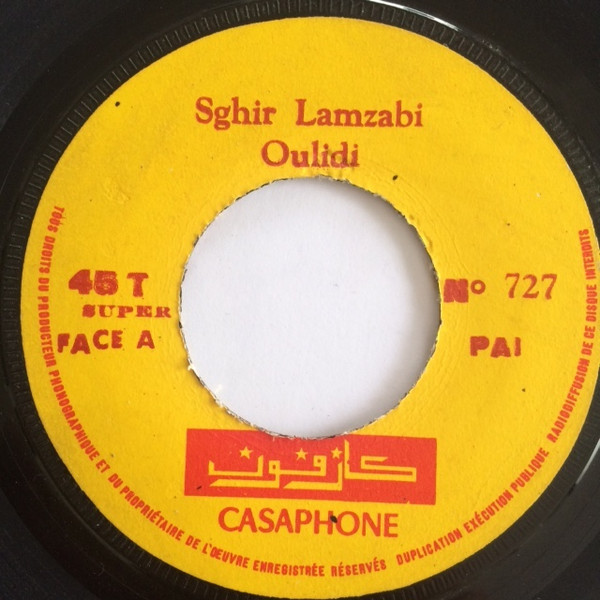 Sghir Lamzabi
Oulidi
45 T
SUPER
FACE A
Nº 727
PAI
كازفون
CASAPHONE
TOUS DROITS DU PRODUCTEUR PHONOGRAPHIQUE ET DU PROPRIÉTAIRE DE L'ŒUVRE ENREGISTRÉE RÉSERVÉS DUPLICATION EXÉCUTION PUBLIQUE RADIODIFFUSION DE CE DISQUE INTERDITS